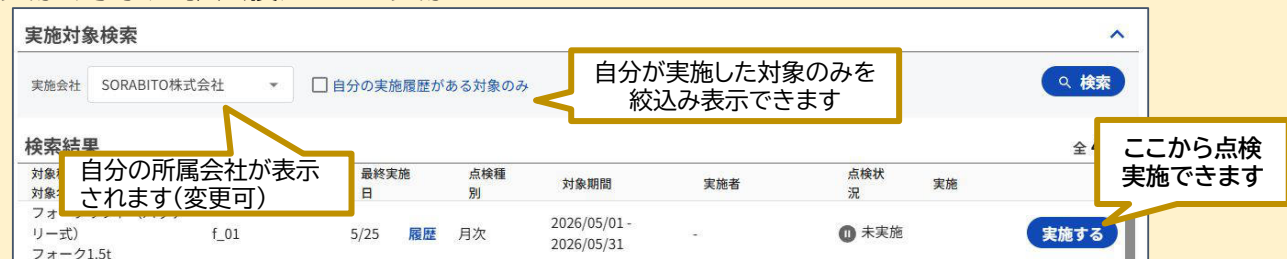 実施対象検索
実施会社 SORABITO株式会社 自分の実施履歴がある対象のみ 検索
自分が実施した対象のみを
絞込み表示できます
検索結果
全
自分の所属会社が表示
されます(変更可)
ここから点検
実施できます
最終実施日 点検種別 対象期間 実施者 点検状況 実施
リー式)
フォーク1.5t
f_01 5/25 履歴 月次 2026/05/01 -
2026/05/31
- 未実施 実施する